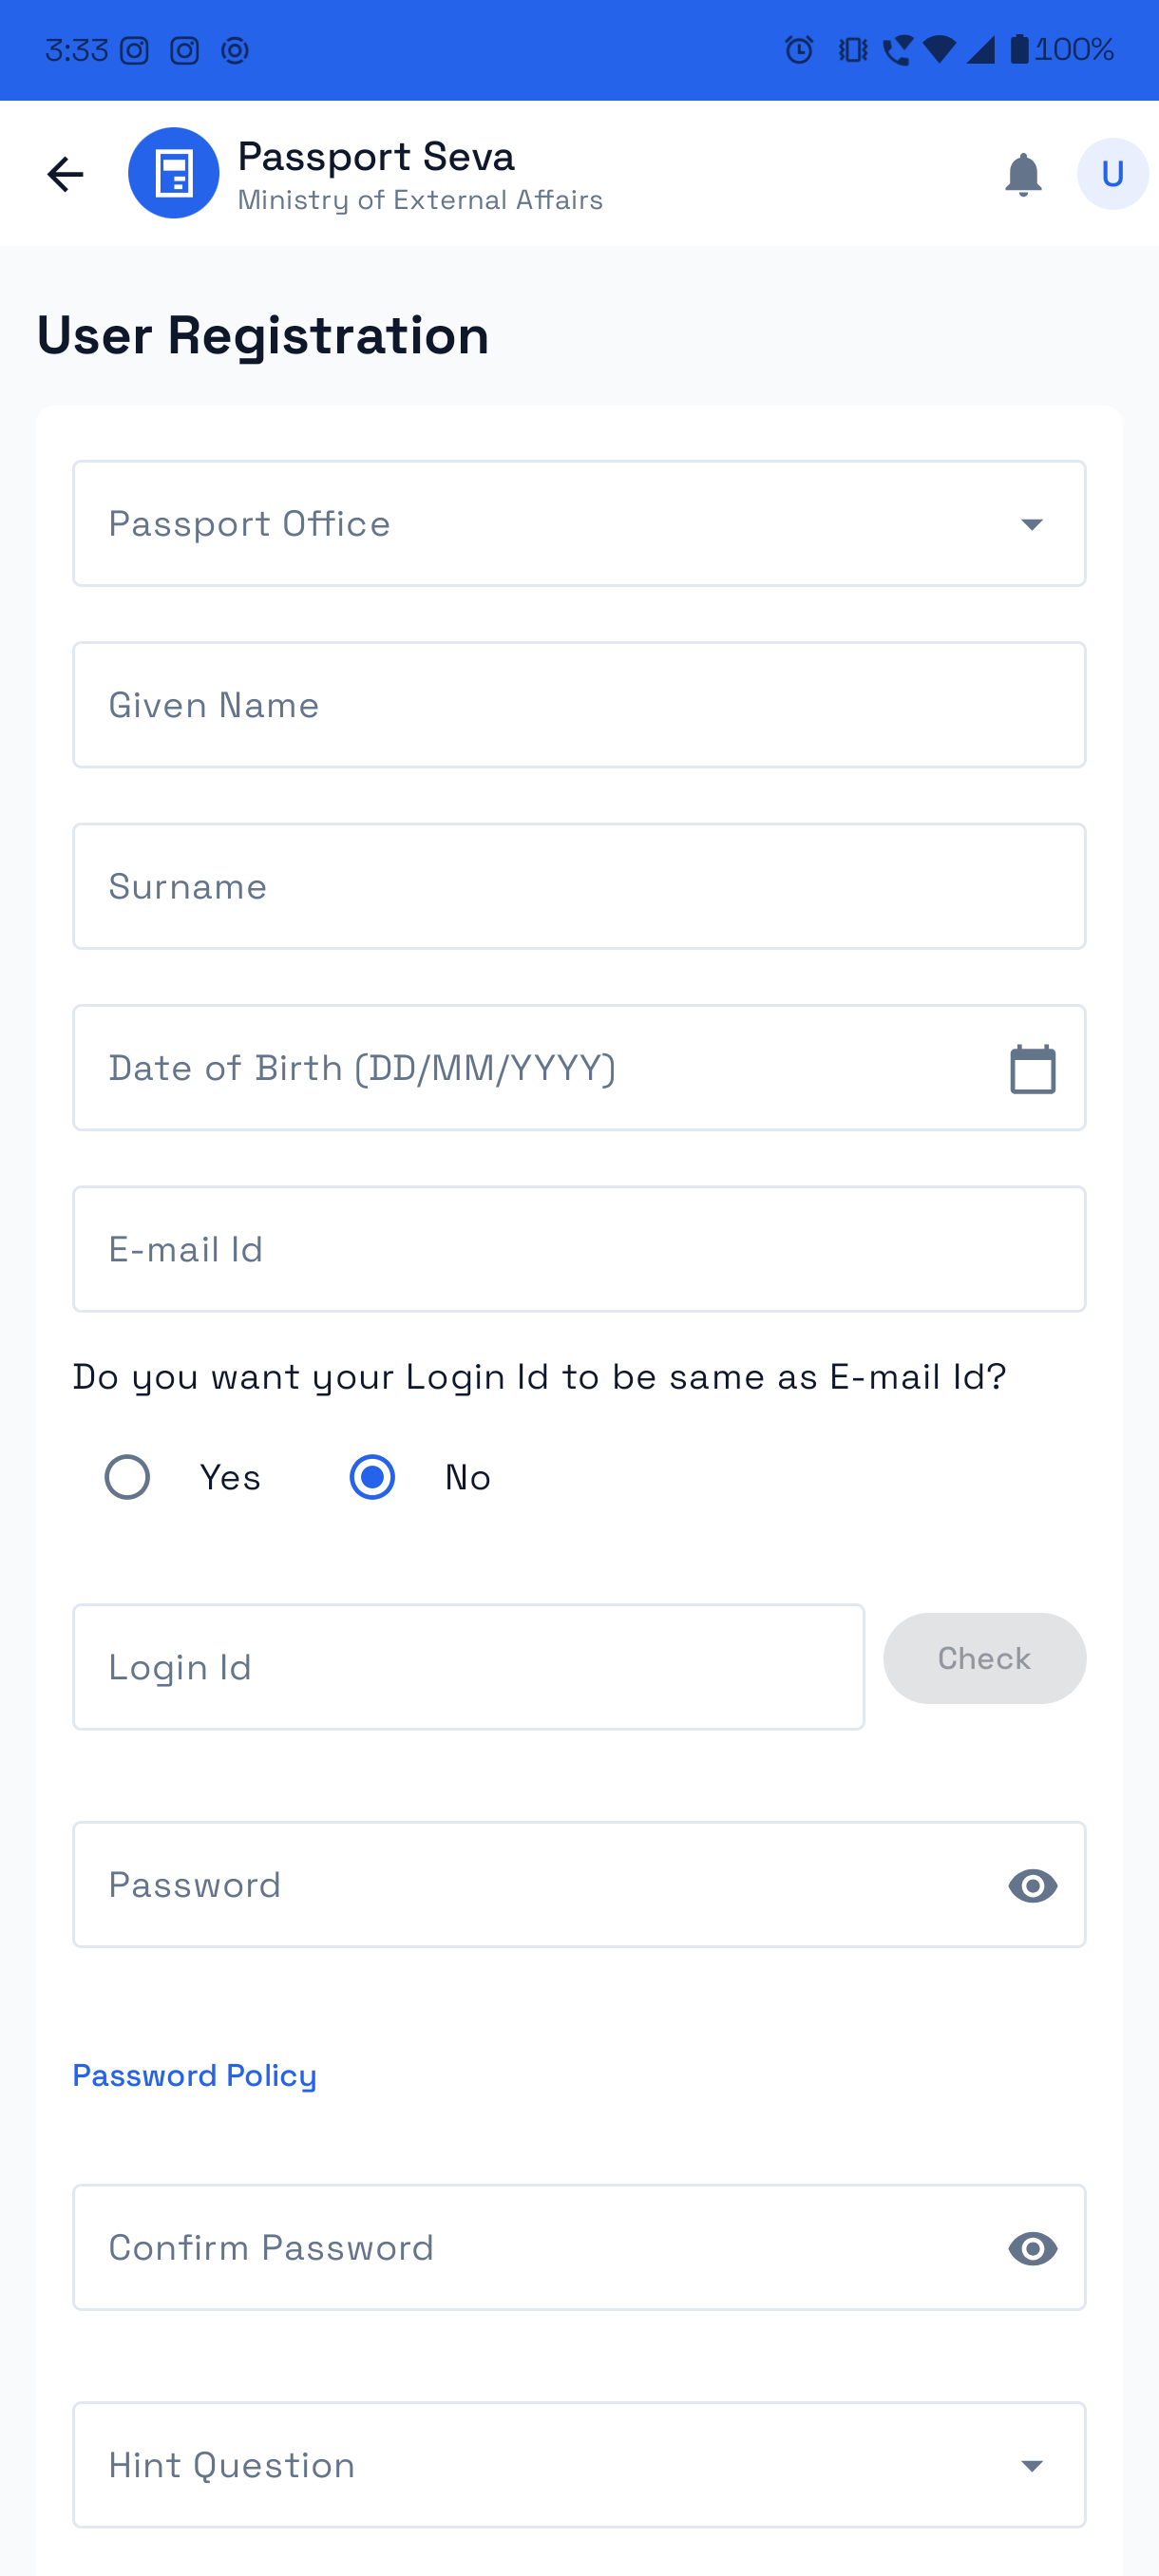 3:33
100%
Passport Seva
Ministry of External Affairs
U
User Registration
Passport Office
Given Name
Surname
Date of Birth (DD/MM/YYYY)
E-mail Id
Do you want your Login Id to be same as E-mail Id?
Yes No
Login Id
Check
Password
Password Policy
Confirm Password
Hint Question